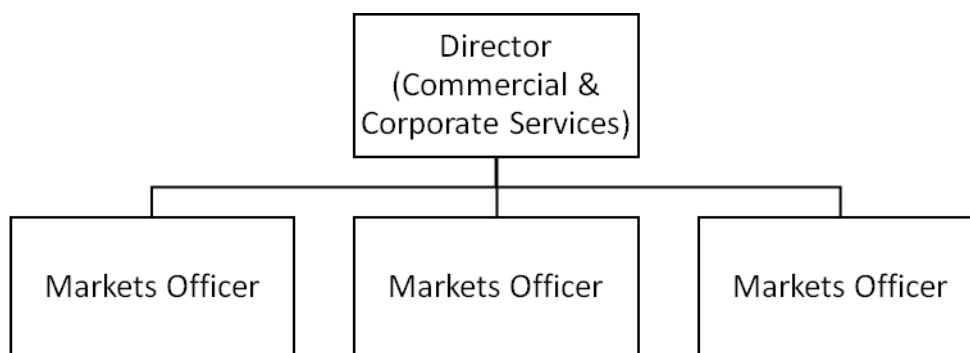 Director
(Commercial &
Corporate Services)
Markets Officer
Markets Officer
Markets Officer